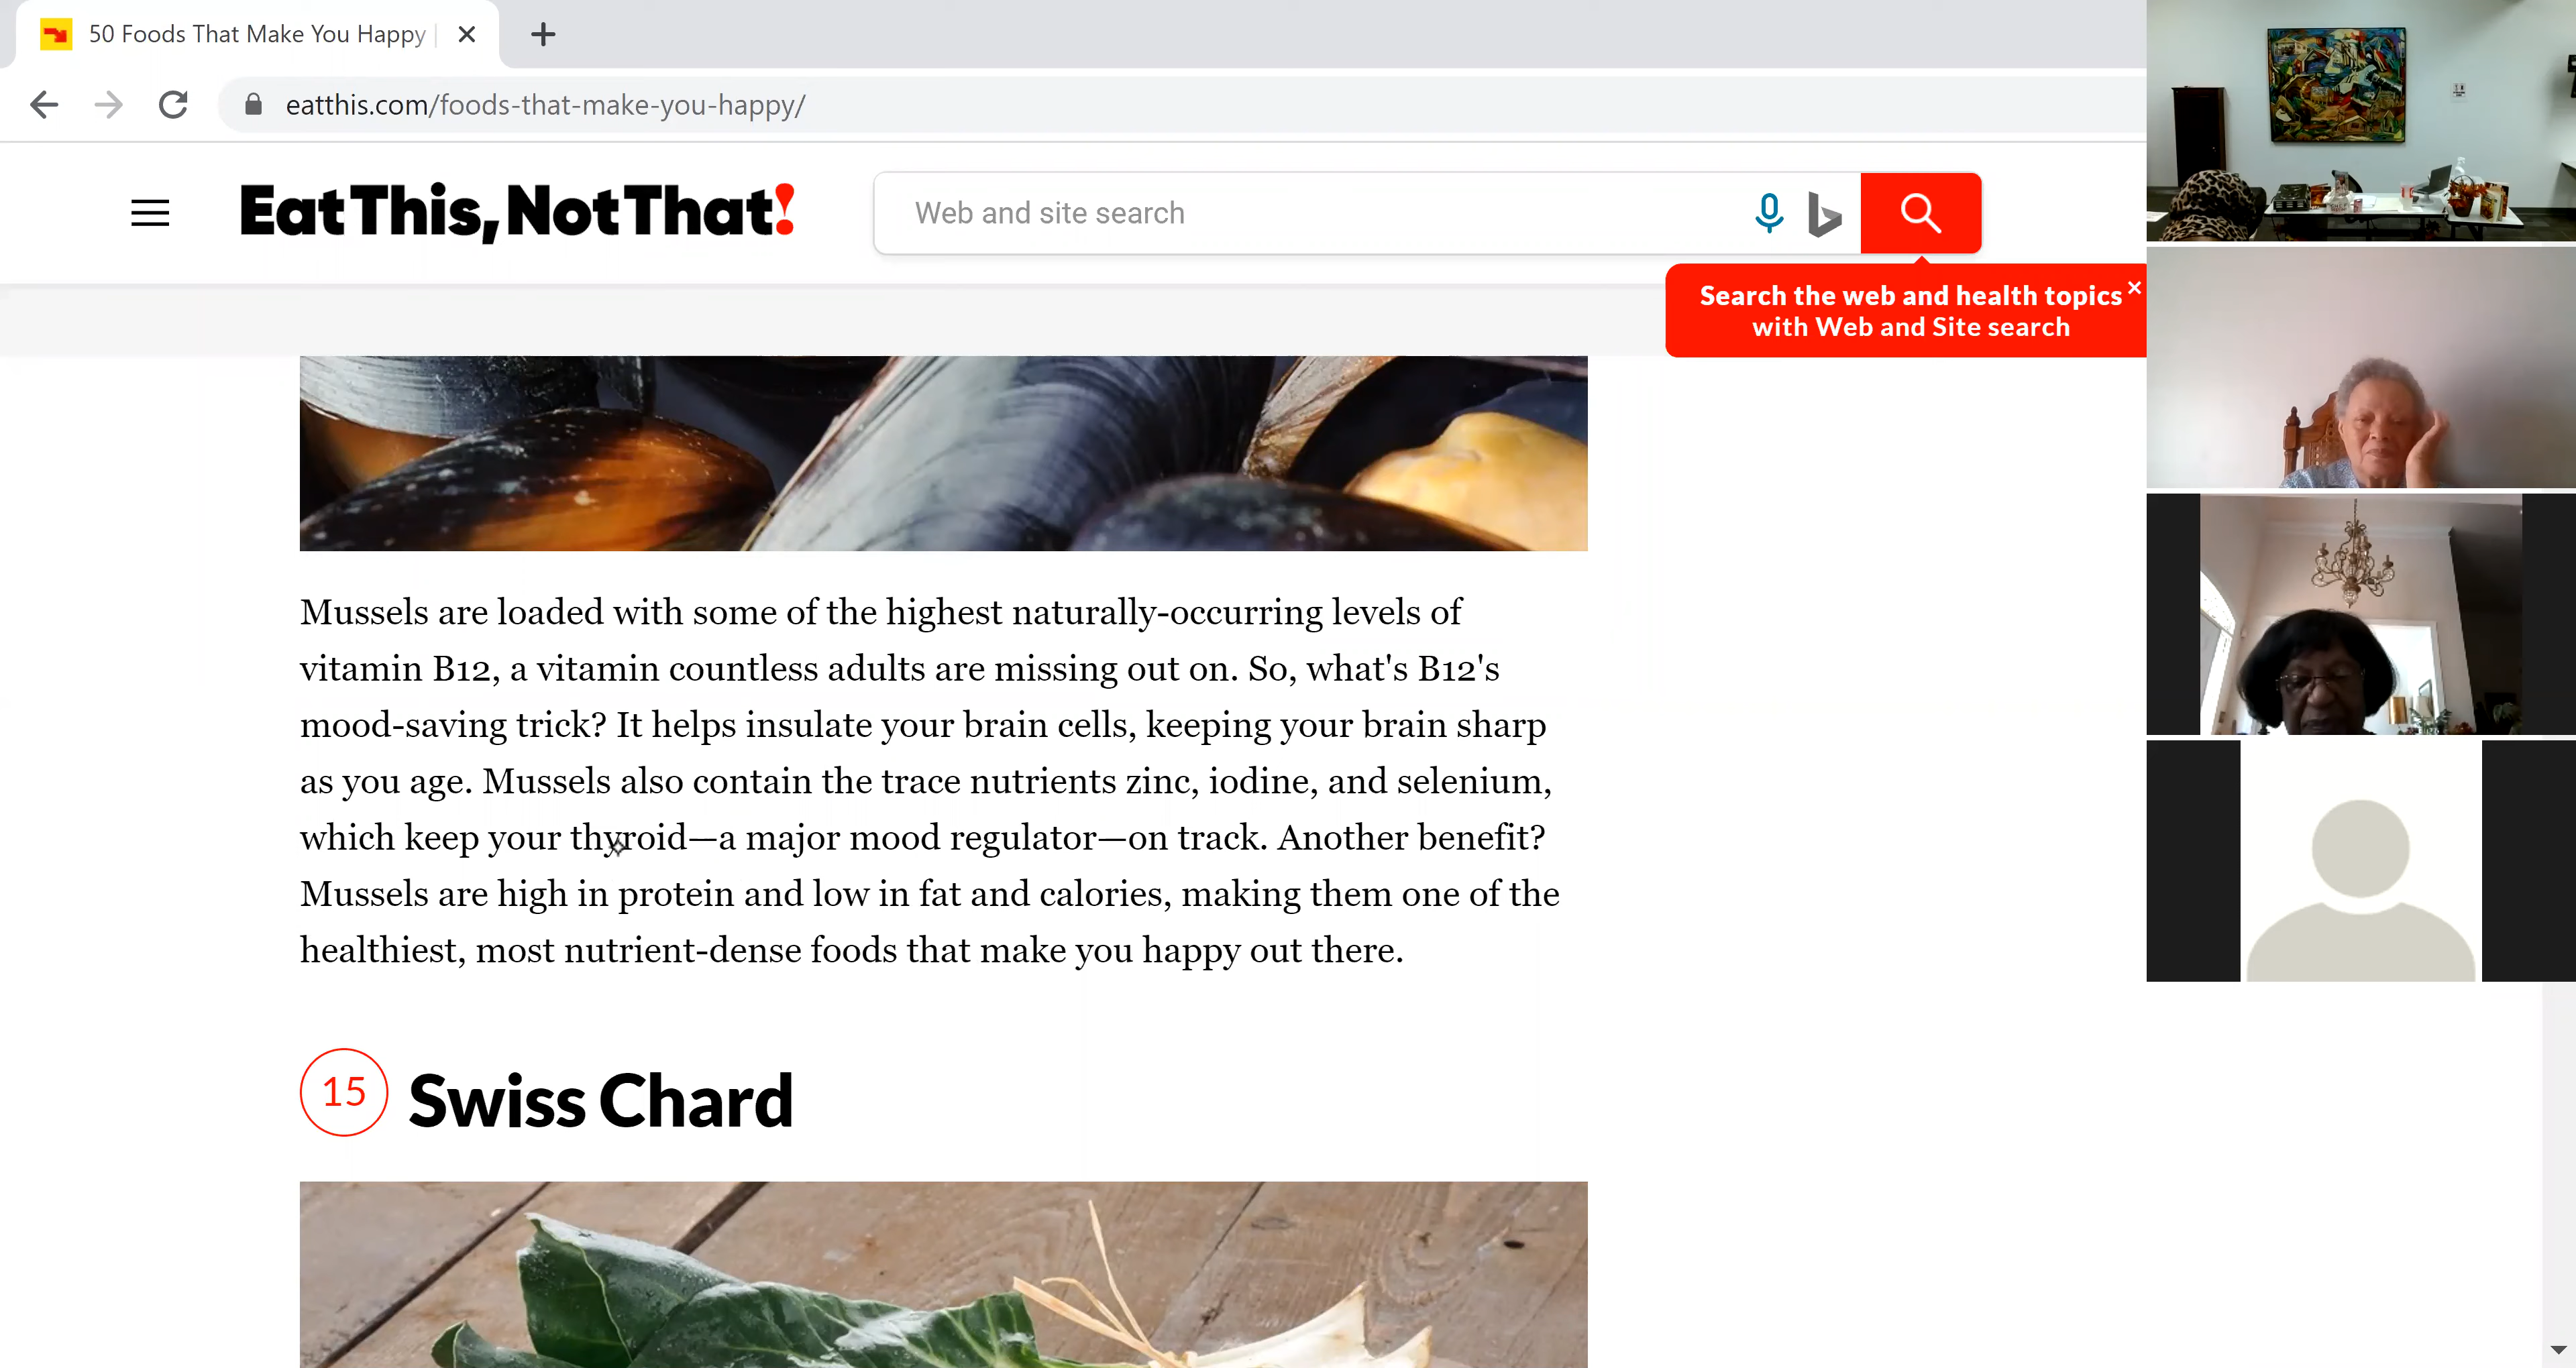 50 Foods That Make You Happy |
eatthis.com/foods-that-make-you-happy/
Eat This, Not That!
Web and site search
Search the web and health topics
with Web and Site search
Mussels are loaded with some of the highest naturally-occurring levels of
vitamin B12, a vitamin countless adults are missing out on. So, what's B12's
mood-saving trick? It helps insulate your brain cells, keeping your brain sharp
as you age. Mussels also contain the trace nutrients zinc, iodine, and selenium,
which keep your thyroid—a major mood regulator—on track. Another benefit?
Mussels are high in protein and low in fat and calories, making them one of the
healthiest, most nutrient-dense foods that make you happy out there.
15 Swiss Chard